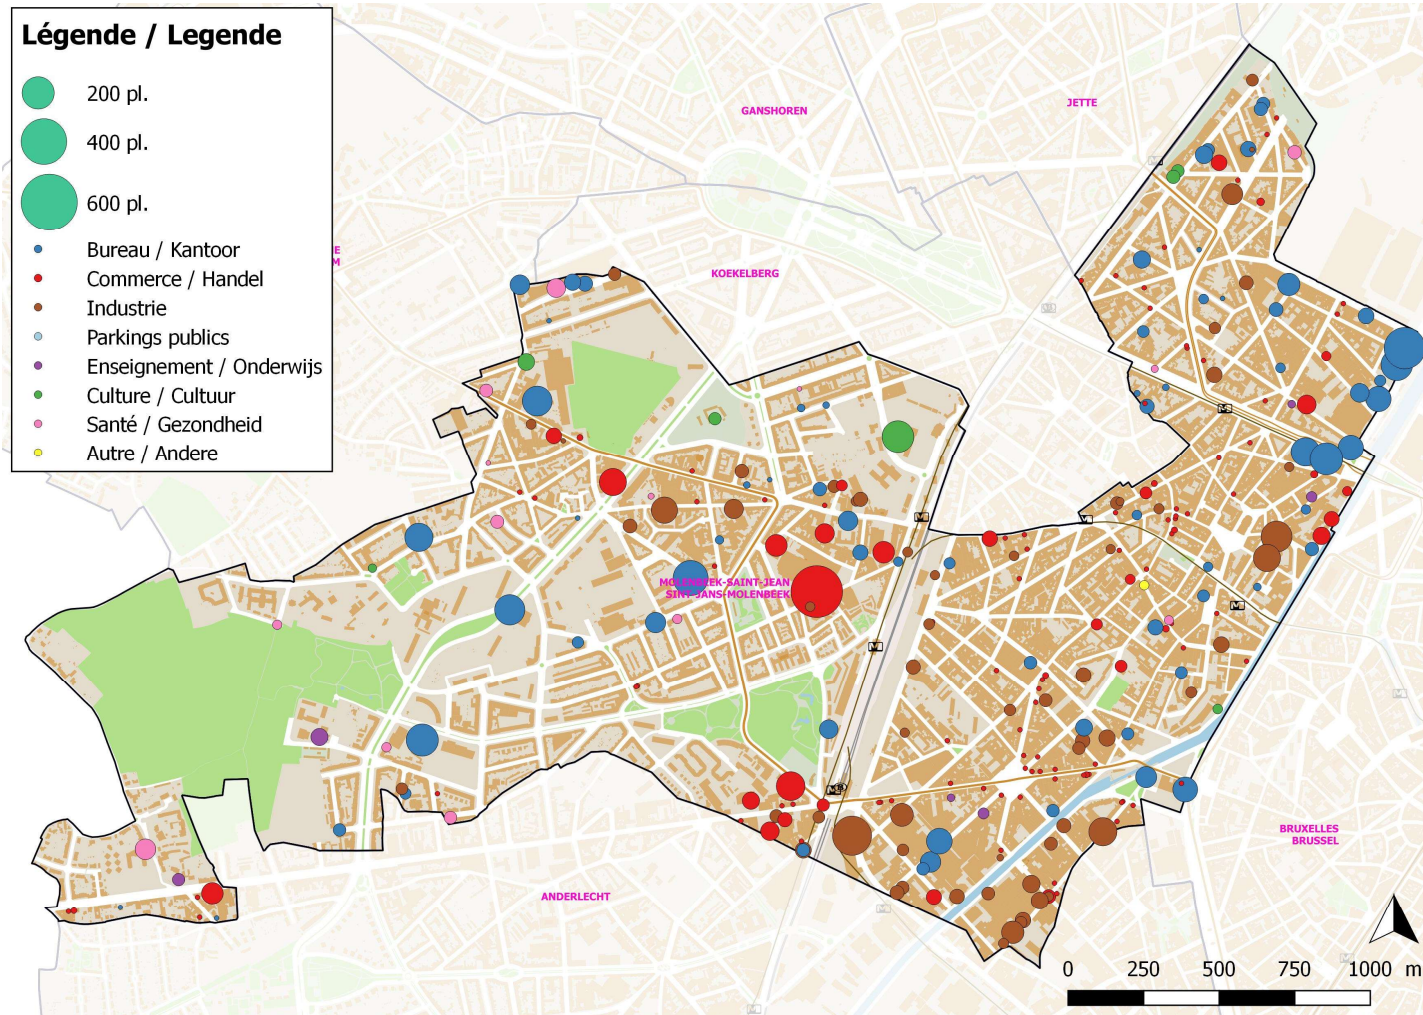 Légende / Legende
200 pl.
400 pl.
600 pl.
Bureau / Kantoor
Commerce / Handel
Industrie
Parkings publics
Enseignement / Onderwijs
Culture / Cultuur
Santé / Gezondheid
Autre / Andere
GANSHOREN
JETTE
E
M
KOEKELBERG
MOLENBEEK-SAINT-JEAN
SINT-JANS-MOLENBEEK
BRUXELLES
BRUSSEL
ANDERLECHT
0 250 500 750 1000 m